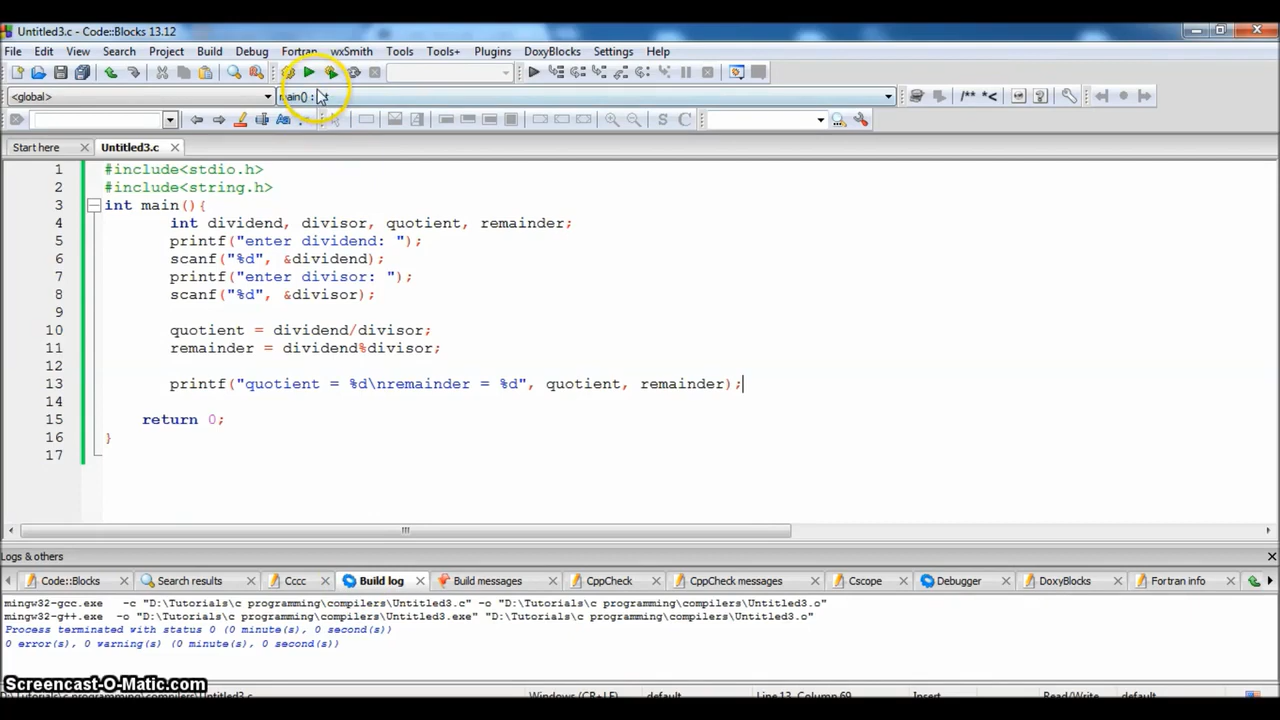 Untitled3.c - Code::Blocks 13.12
File Edit View Search Project Build Debug Fortran wxSmith Tools Tools+ Plugins DoxyBlocks Settings Help
<global> main() :
Start here Untitled3.c
1 #include<stdio.h>
2 #include<string.h>
3 int main(){
4 int dividend, divisor, quotient, remainder;
5 printf("enter dividend: ");
6 scanf("%d", &dividend);
7 printf("enter divisor: ");
8 scanf("%d", &divisor);
9
10 quotient = dividend/divisor;
11 remainder = dividend%divisor;
12
13 printf("quotient = %d\nremainder = %d", quotient, remainder);
14
15 return 0;
16 }
17
Logs & others
Code::Blocks Search results Cccc Build log Build messages CppCheck CppCheck messages Cscope Debugger DoxyBlocks Fortran info
mingw32-gcc.exe -c "D:\Tutorials\c programming\compilers\Untitled3.c" -o "D:\Tutorials\c programming\compilers\Untitled3.o"
mingw32-g++.exe -o "D:\Tutorials\c programming\compilers\Untitled3.exe" "D:\Tutorials\c programming\compilers\Untitled3.o"
Process terminated with status 0 (0 minute(s), 0 second(s))
0 error(s), 0 warning(s) (0 minute(s), 0 second(s))
Screencast-O-Matic.com
Windows (CR+LF) default Line 13, Column 69 Insert Read/Write default